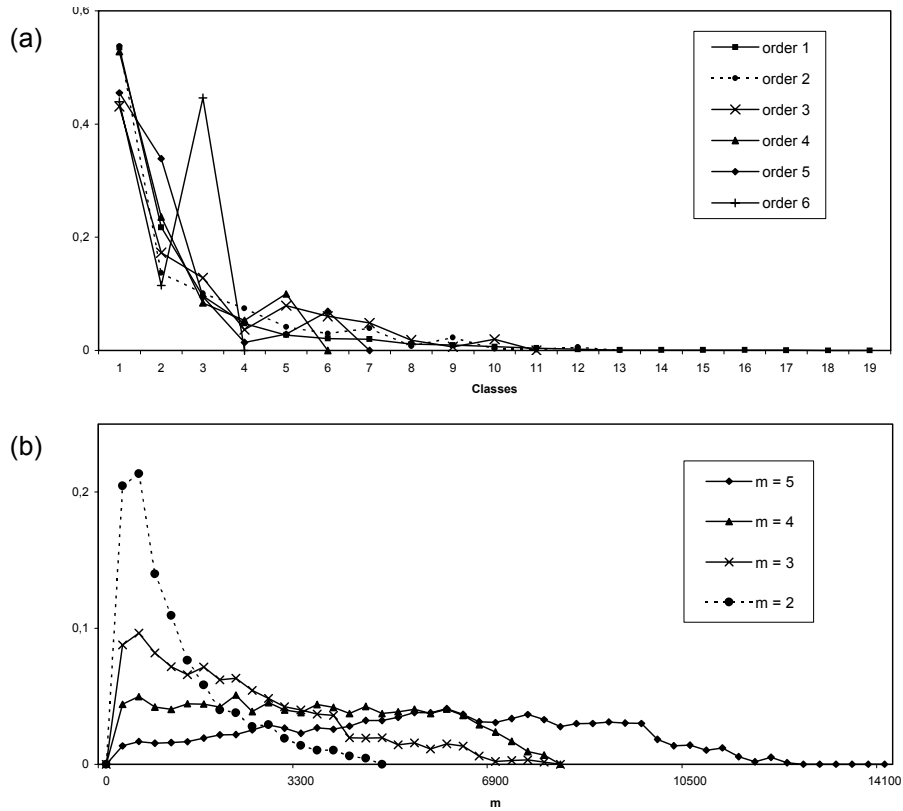 (a)
0,6
0,4
0,2
0
1 2 3 4 5 6 7 8 9 10 11 12 13 14 15 16 17 18 19
Classes
order 1
order 2
order 3
order 4
order 5
order 6
(b)
0,2
0,1
0
0 3300 6900 10500 14100
m
m = 5
m = 4
m = 3
m = 2